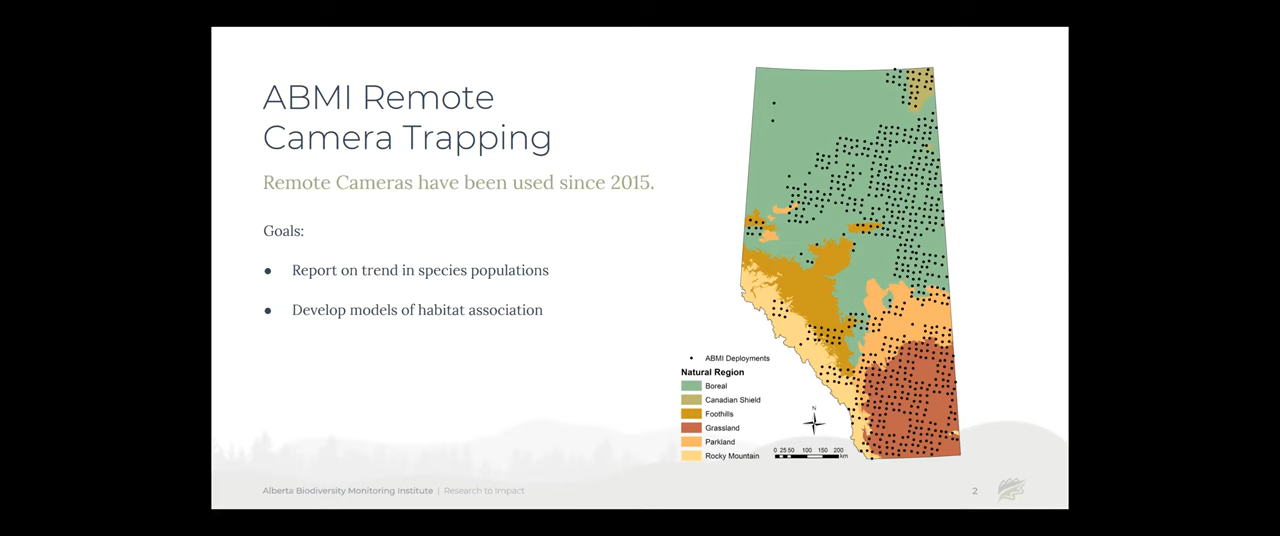 ABMI Remote
Camera Trapping
Remote Cameras have been used since 2015.
Goals:
● Report on trend in species populations
● Develop models of habitat association
• ABMI Deployments
Natural Region
Boreal
Canadian Shield
Foothills
Grassland
Parkland
Rocky Mountain
N
0 25 50 100 150 200
km
Alberta Biodiversity Monitoring Institute | Research to Impact
2